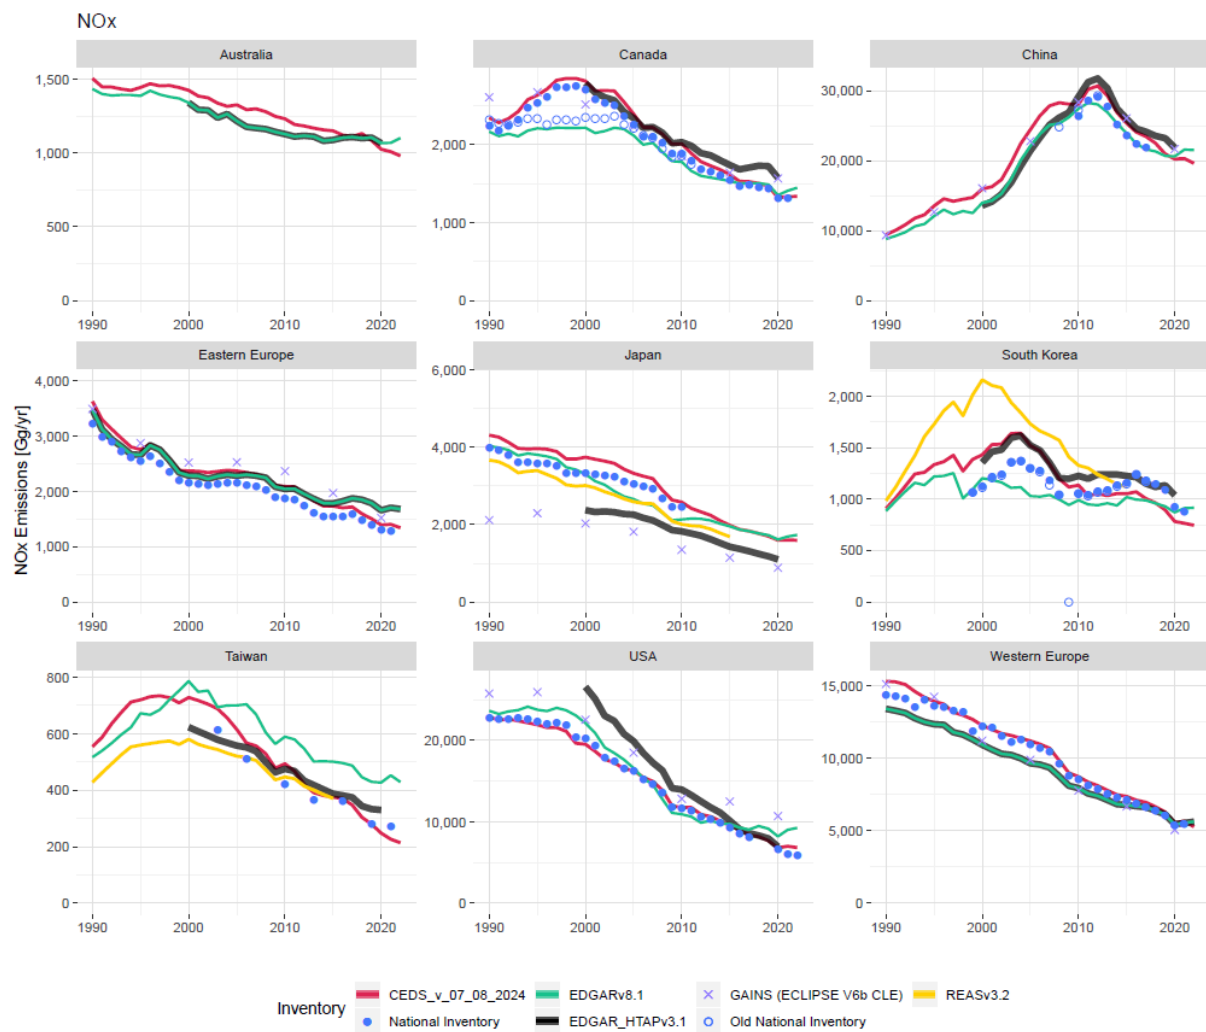 NOx
Australia Canada China
1,500 1,000 500 0
2,000 1,000 0
30,000 20,000 10,000 0
1990 2000 2010 2020 1990 2000 2010 2020 1990 2000 2010 2020
Eastern Europe Japan South Korea
NOx Emissions [Gg/yr]
4,000 3,000 2,000 1,000 0
6,000 4,000 2,000 0
2,000 1,500 1,000 500 0
1990 2000 2010 2020 1990 2000 2010 2020 1990 2000 2010 2020
Taiwan USA Western Europe
800 600 400 200 0
20,000 10,000 0
15,000 10,000 5,000 0
1990 2000 2010 2020 1990 2000 2010 2020 1990 2000 2010 2020
Inventory
CEDS_v_07_08_2024 EDGARv8.1 GAINS (ECLIPSE V6b CLE) REASv3.2
National Inventory EDGAR_HTAPv3.1 Old National Inventory